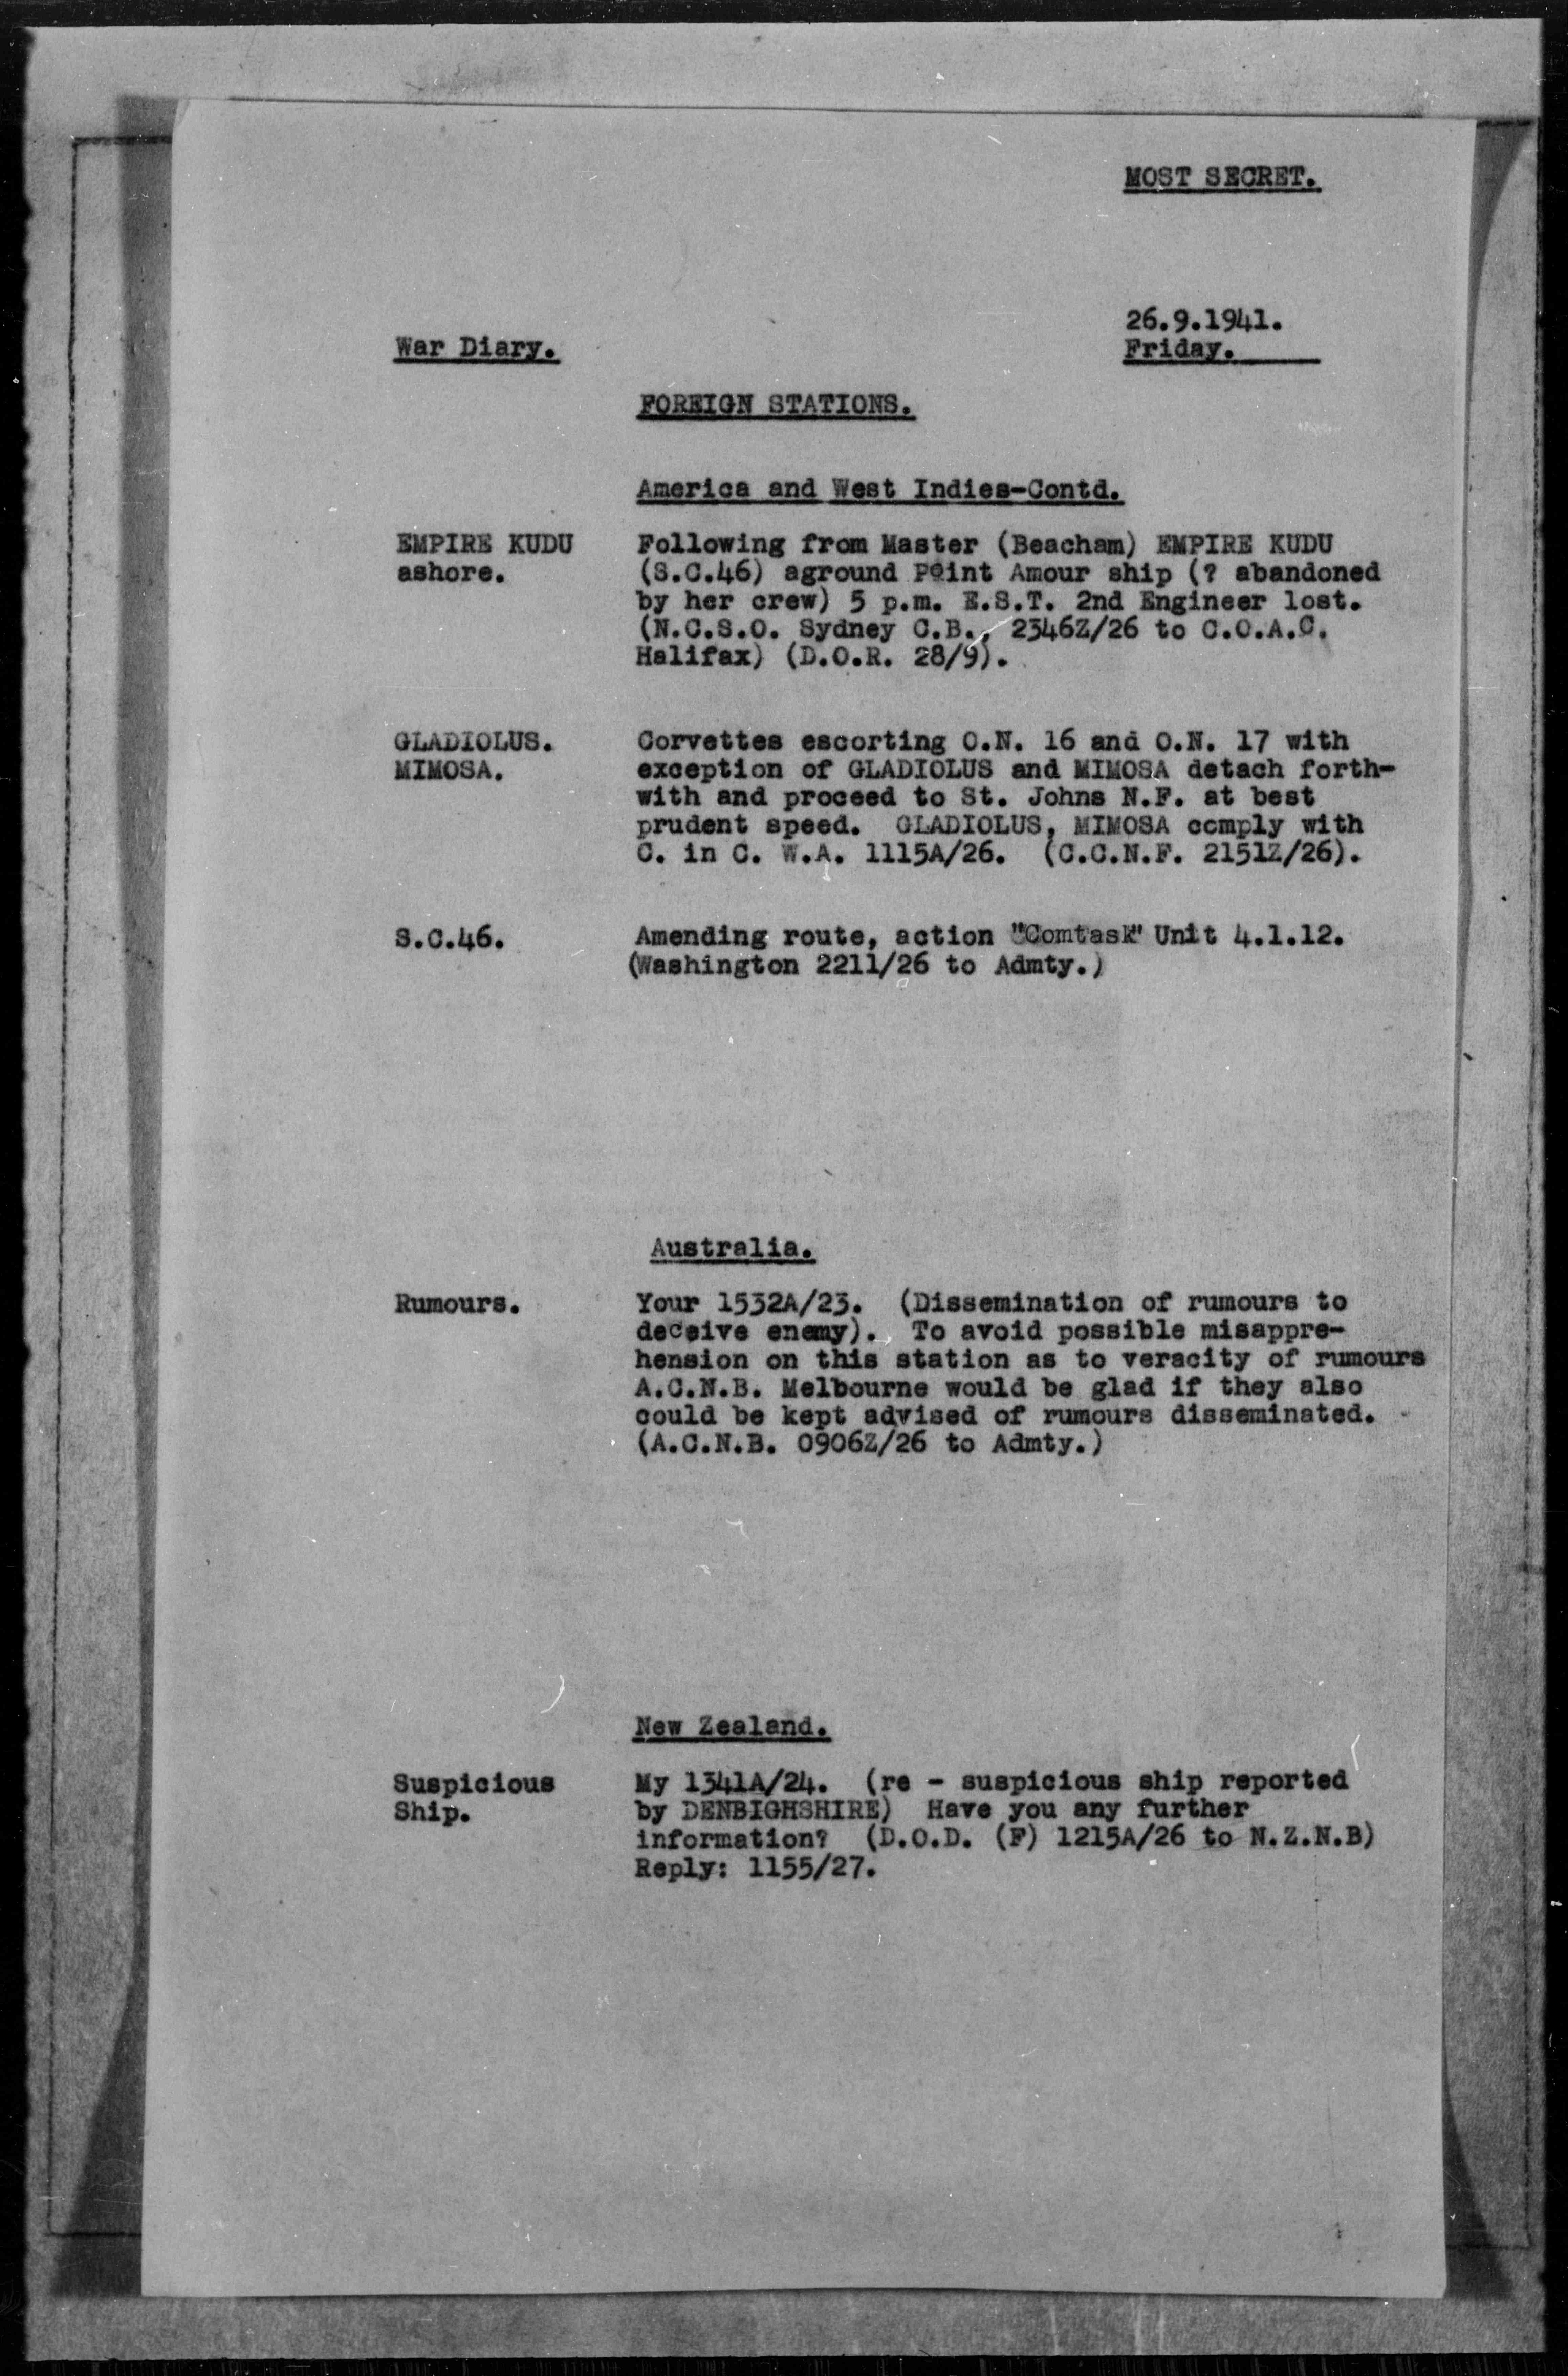 MOST SECRET.
26.9.1941.
War Diary.
Friday.
FOREIGN STATIONS.
America and West Indies-Contd.
EMPIRE KUDU
ashore.
Following from Master (Beacham) EMPIRE KUDU
(S.C.46) aground Point Amour ship (? abandoned
by her crew) 5 p.m. E.S.T. 2nd Engineer lost.
(N.C.S.O. Sydney C.B., 2346Z/26 to C.O.A.C.
Halifax) (D.O.R. 28/9).
GLADIOLUS.
MIMOSA.
Corvettes escorting O.N. 16 and O.N. 17 with
exception of GLADIOLUS and MIMOSA detach forth-
with and proceed to St. Johns N.F. at best
prudent speed. GLADIOLUS, MIMOSA comply with
C. in C. W.A. 1115A/26. (C.C.N.F. 2151Z/26).
S.C.46.
Amending route, action "Comtask" Unit 4.1.12.
(Washington 2211/26 to Admty.)
Australia.
Rumours.
Your 1532A/23. (Dissemination of rumours to
deceive enemy). To avoid possible misappre-
hension on this station as to veracity of rumours
A.C.N.B. Melbourne would be glad if they also
could be kept advised of rumours disseminated.
(A.C.N.B. 0906Z/26 to Admty.)
New Zealand.
Suspicious
Ship.
My 1341A/24. (re - suspicious ship reported
by DENBIGHSHIRE) Have you any further
information? (D.O.D. (F) 1215A/26 to N.Z.N.B)
Reply: 1155/27.